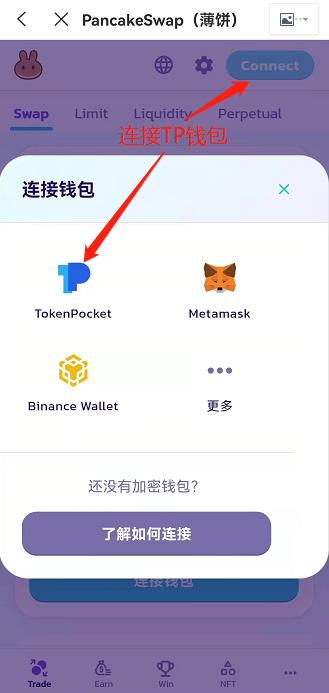 PancakeSwap（薄饼）
Connect
Swap Limit Liquidity Perpetual
连接TP钱包
连接钱包
TokenPocket Metamask
Binance Wallet 更多
还没有加密钱包？
了解如何连接
连接钱包
Trade Earn Win NFT